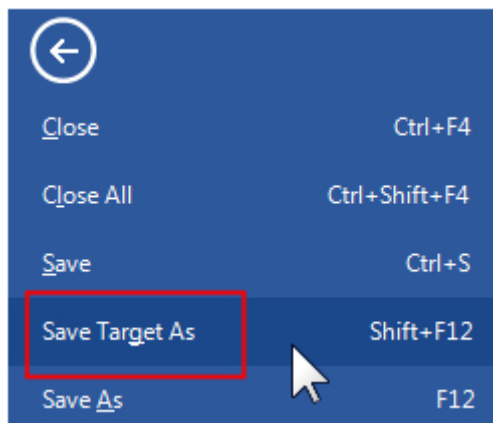 Close Ctrl+F4
Close All Ctrl+Shift+F4
Save Ctrl+S
Save Target As Shift+F12
Save As F12